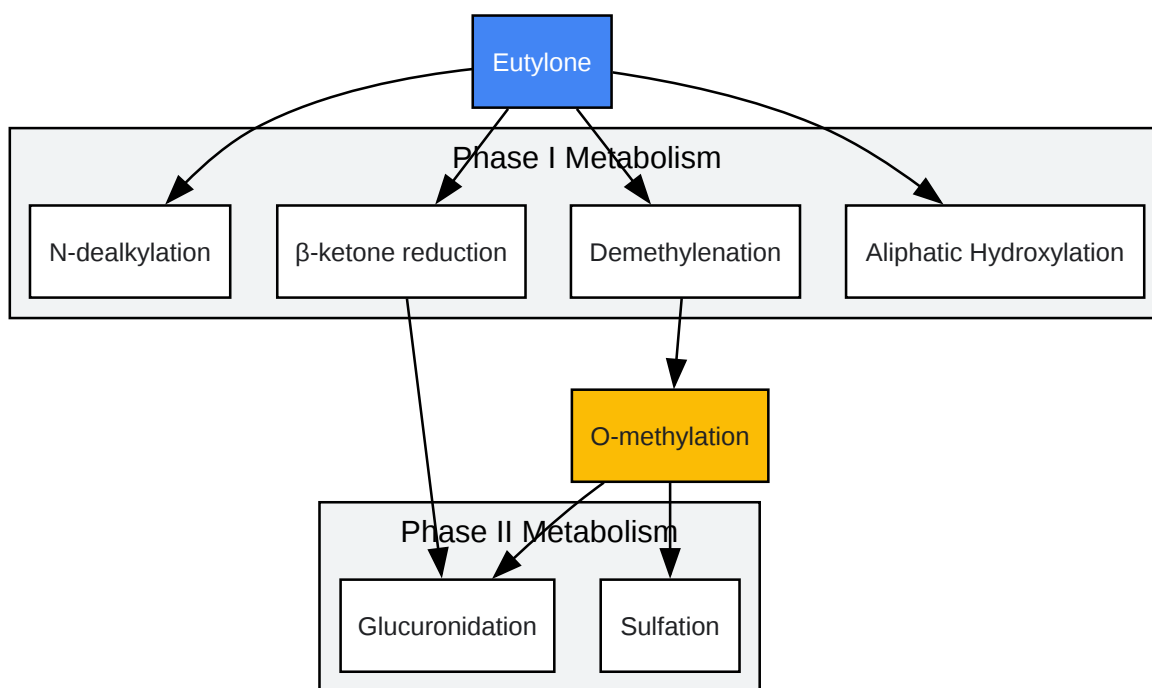 Eutylone
Phase I Metabolism
N-dealkylation
β-ketone reduction
Demethylenation
Aliphatic Hydroxylation
O-methylation
Phase II Metabolism
Glucuronidation
Sulfation